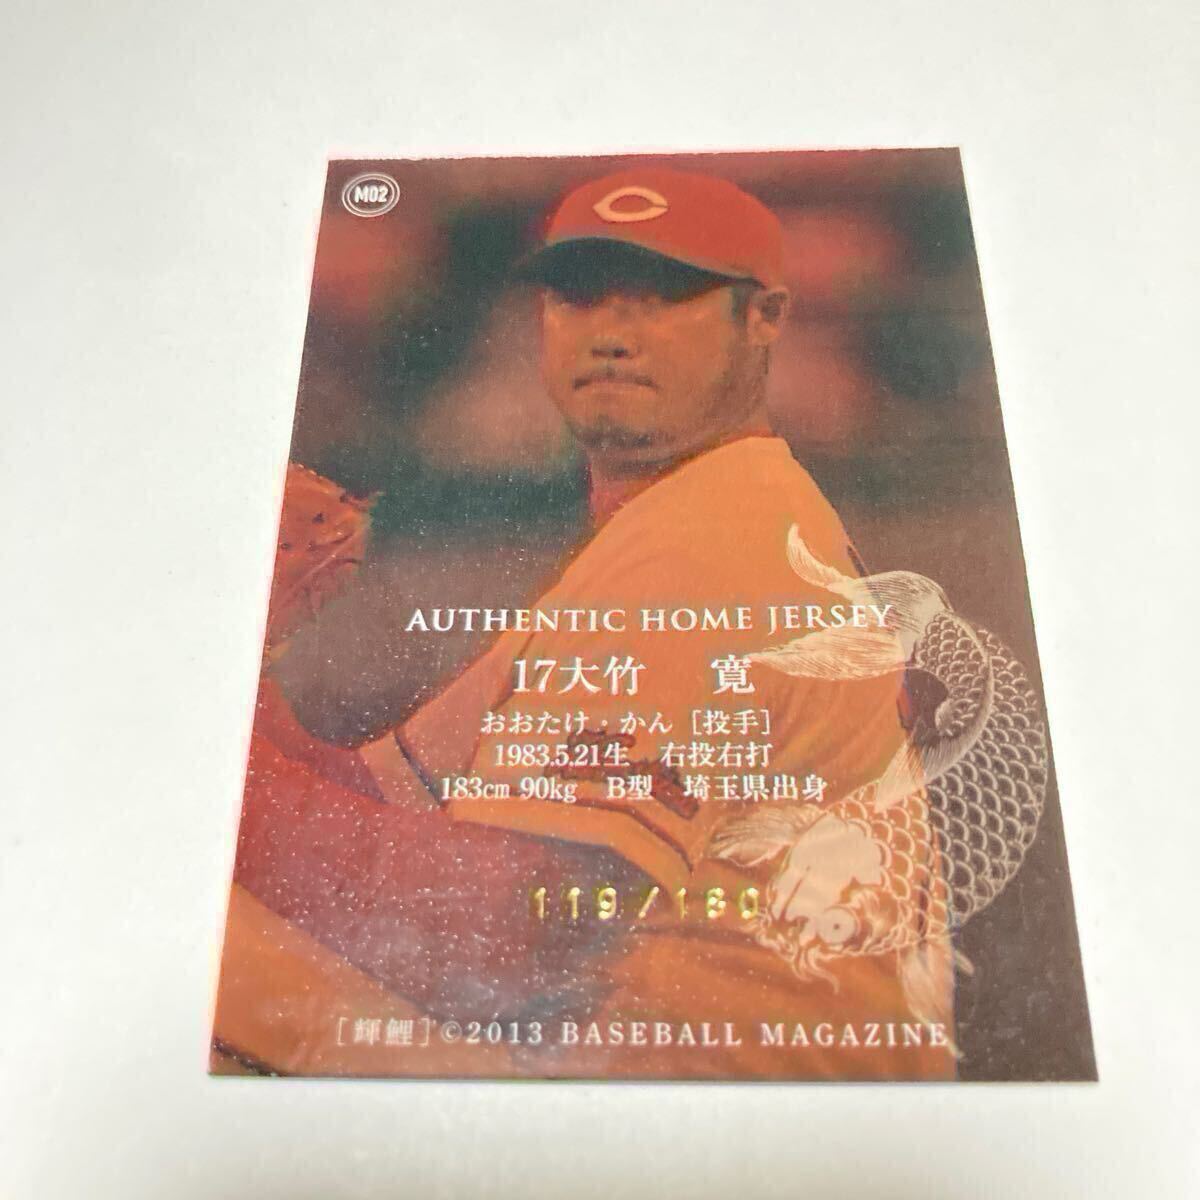 M02
AUTHENTIC HOME JERSEY
17大竹 寛
おおたけ・かん [投手]
1983.5.21生 右投右打
183cm 90kg B型 埼玉県出身
119/180
[輝鯉] ©2013 BASEBALL MAGAZINE